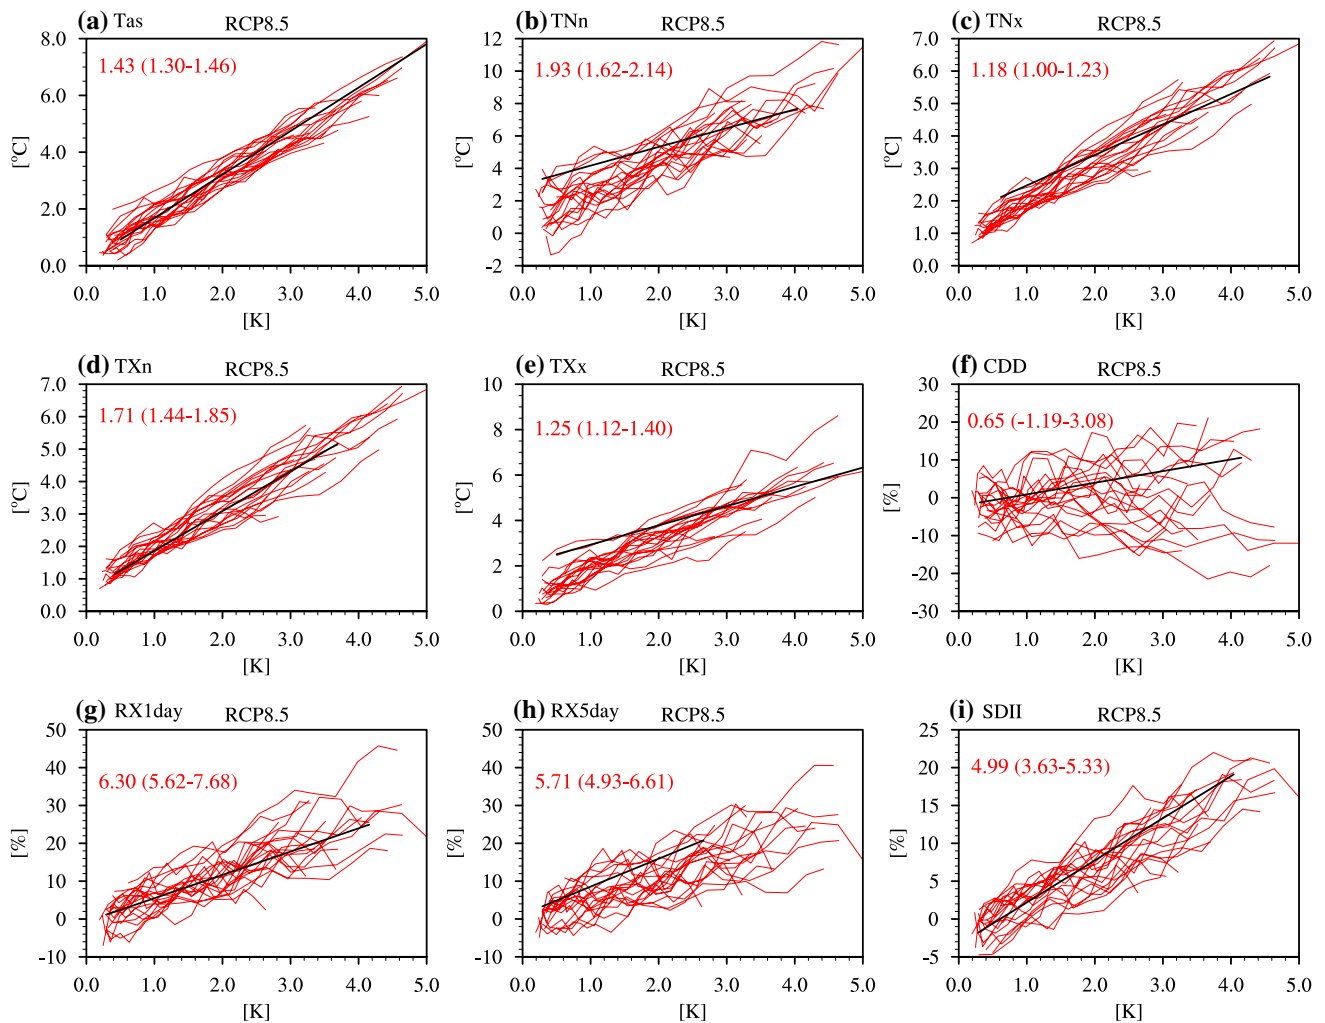 (a) Tas RCP8.5
(b) TNn RCP8.5
(c) TNx RCP8.5
8.0 6.0 4.0 2.0 0.0
[°C]
1.43 (1.30-1.46)
0.0 1.0 2.0 3.0 4.0 5.0
[K]
12 10 8 6 4 2 0 -2
[°C]
1.93 (1.62-2.14)
0.0 1.0 2.0 3.0 4.0 5.0
[K]
7.0 6.0 5.0 4.0 3.0 2.0 1.0 0.0
[°C]
1.18 (1.00-1.23)
0.0 1.0 2.0 3.0 4.0 5.0
[K]
(d) TXn RCP8.5
(e) TXx RCP8.5
(f) CDD RCP8.5
7.0 6.0 5.0 4.0 3.0 2.0 1.0 0.0
[°C]
1.71 (1.44-1.85)
0.0 1.0 2.0 3.0 4.0 5.0
[K]
10 8 6 4 2 0
[°C]
1.25 (1.12-1.40)
0.0 1.0 2.0 3.0 4.0 5.0
[K]
30 20 10 0 -10 -20 -30
[%]
0.65 (-1.19-3.08)
0.0 1.0 2.0 3.0 4.0 5.0
[K]
(g) RX1day RCP8.5
(h) RX5day RCP8.5
(i) SDII RCP8.5
50 40 30 20 10 0 -10
[%]
6.30 (5.62-7.68)
0.0 1.0 2.0 3.0 4.0 5.0
[K]
50 40 30 20 10 0 -10
[%]
5.71 (4.93-6.61)
0.0 1.0 2.0 3.0 4.0 5.0
[K]
25 20 15 10 5 0 -5
[%]
4.99 (3.63-5.33)
0.0 1.0 2.0 3.0 4.0 5.0
[K]